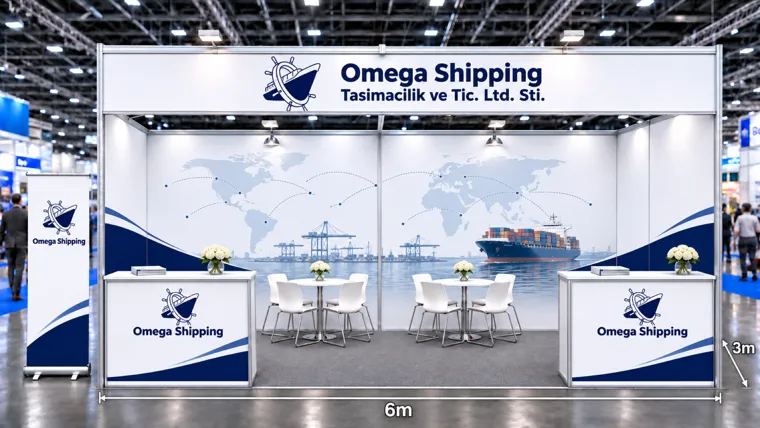 Omega Shipping
Tasimacilik ve Tic. Ltd. Sti.
Omega Shipping
Omega Shipping
Omega Shipping
3m
6m